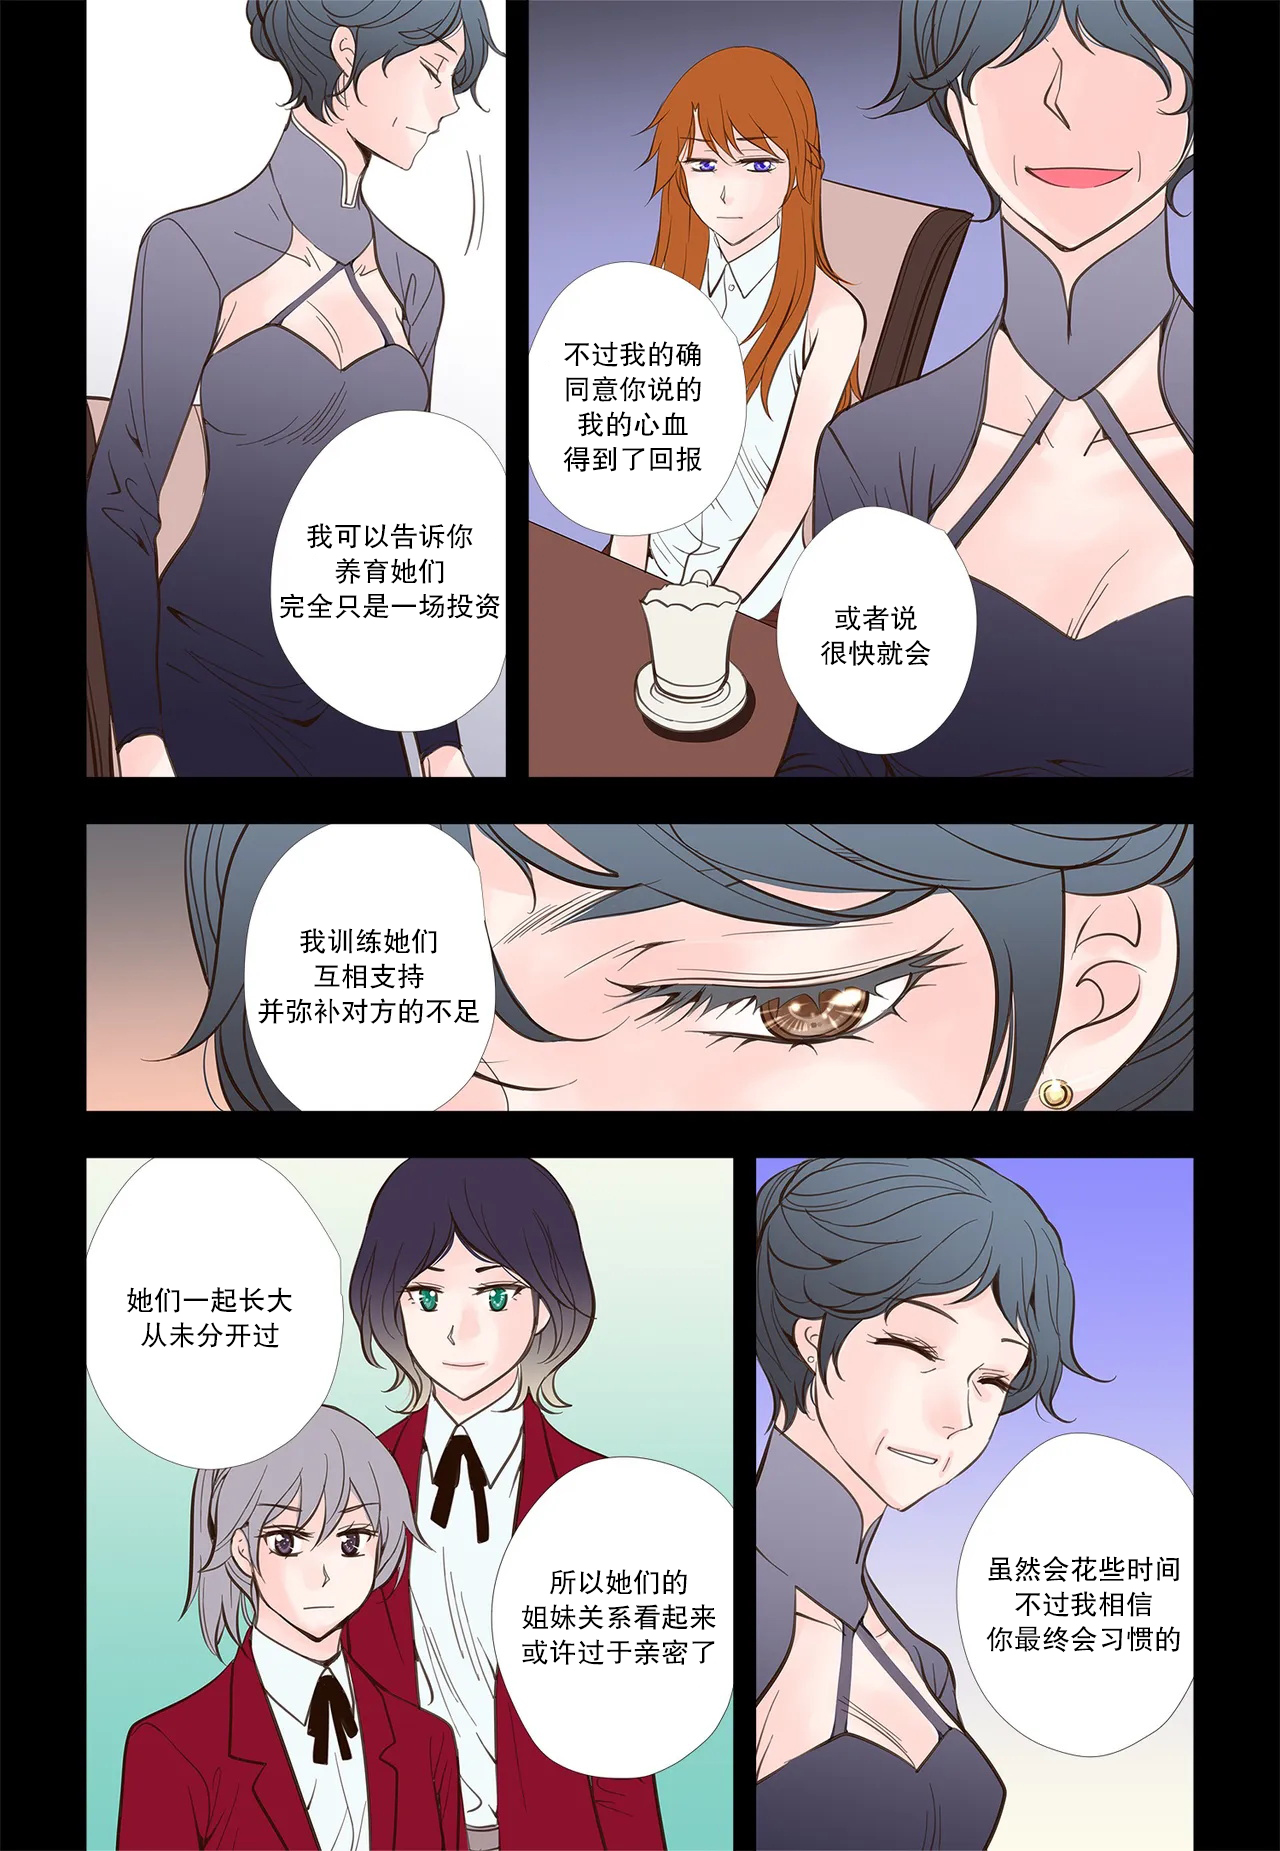 我可以告诉你
养育她们
完全只是一场投资
不过我的确
同意你说的
我的心血
得到了回报
或者说
很快就会
我训练她们
互相支持
并弥补对方的不足
她们一起长大
从未分开过
所以她们的
姐妹关系看起来
或许过于亲密了
虽然会花些时间
不过我相信
你最终会习惯的